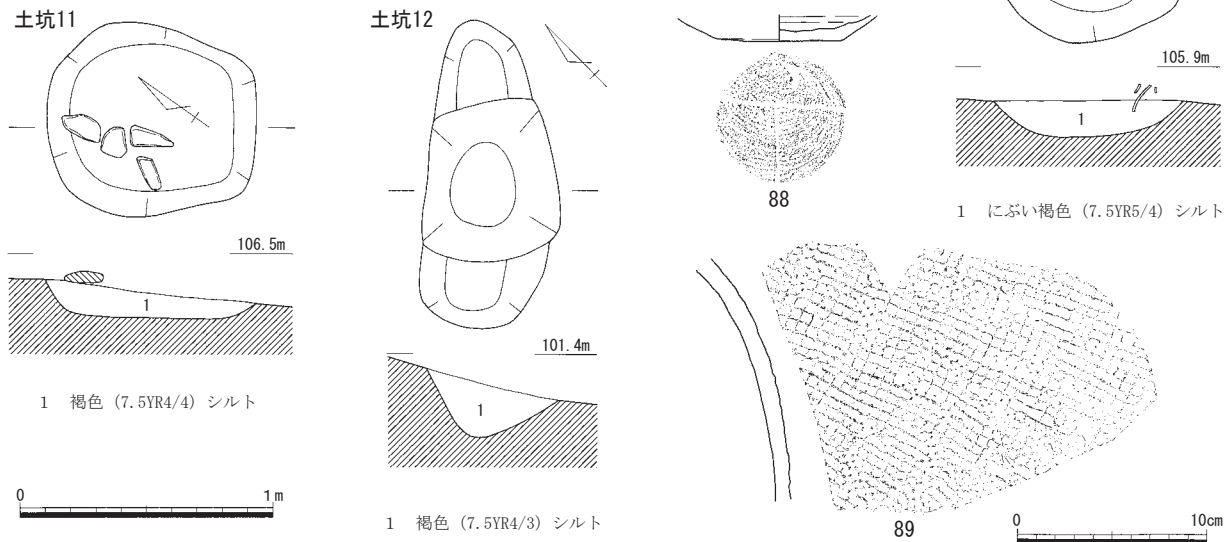 土坑11
106.5m
1
1 褐色 (7.5YR4/4) シルト
0 1m
土坑12
101.4m
1
1 褐色 (7.5YR4/3) シルト
88
105.9m
1
1 にぶい褐色 (7.5YR5/4) シルト
89
0 10cm